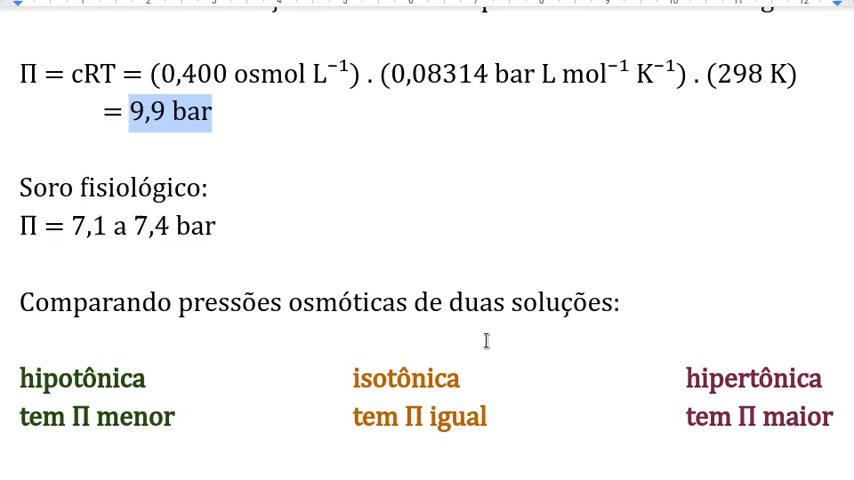 Π = cRT = (0,400 osmol L⁻¹) . (0,08314 bar L mol⁻¹ K⁻¹) . (298 K)
= 9,9 bar
Soro fisiológico:
Π = 7,1 a 7,4 bar
Comparando pressões osmóticas de duas soluções:
hipotônica isotônica hipertônica
tem Π menor tem Π igual tem Π maior